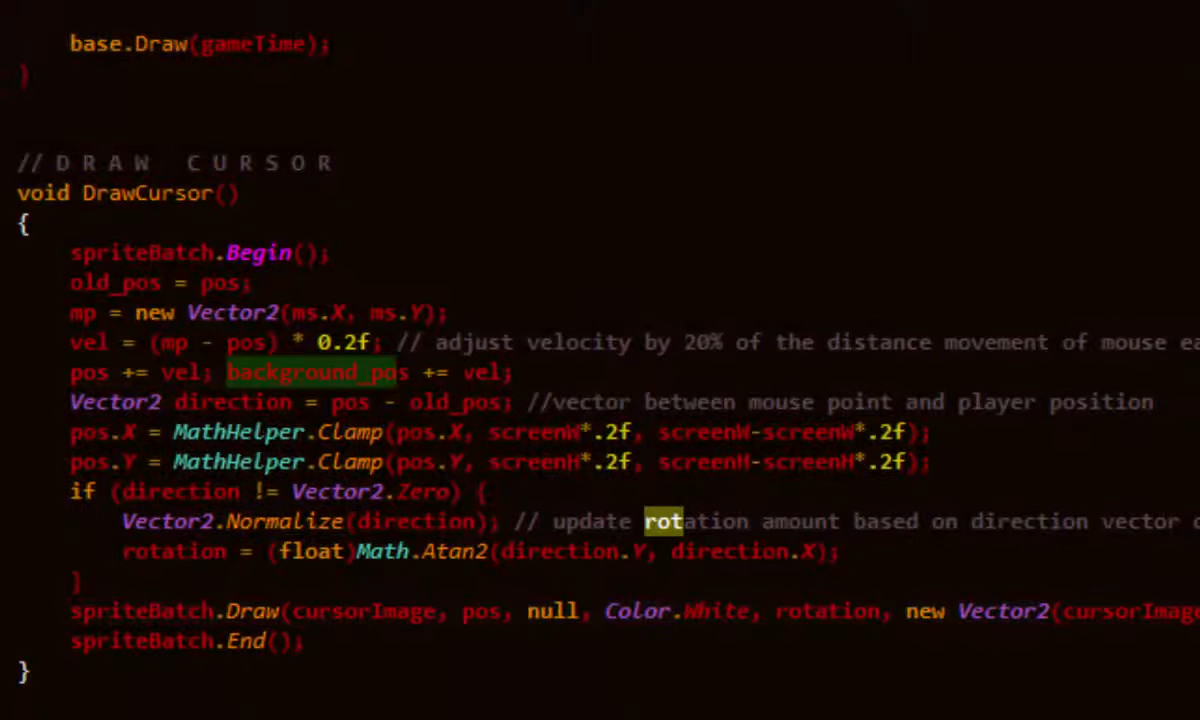 base.Draw(gameTime);
}
// D R A W   C U R S O R
void DrawCursor()
{
spriteBatch.Begin();
old_pos = pos;
mp = new Vector2(ms.X, ms.Y);
vel = (mp - pos) * 0.2f; // adjust velocity by 20% of the distance movement of mouse ea
pos += vel; background_pos += vel;
Vector2 direction = pos - old_pos; //vector between mouse point and player position
pos.X = MathHelper.Clamp(pos.X, screenW*.2f, screenW-screenW*.2f);
pos.Y = MathHelper.Clamp(pos.Y, screenH*.2f, screenH-screenH*.2f);
if (direction != Vector2.Zero) {
Vector2.Normalize(direction); // update rotation amount based on direction vector
rotation = (float)Math.Atan2(direction.Y, direction.X);
}
spriteBatch.Draw(cursorImage, pos, null, Color.White, rotation, new Vector2(cursorImage
spriteBatch.End();
}